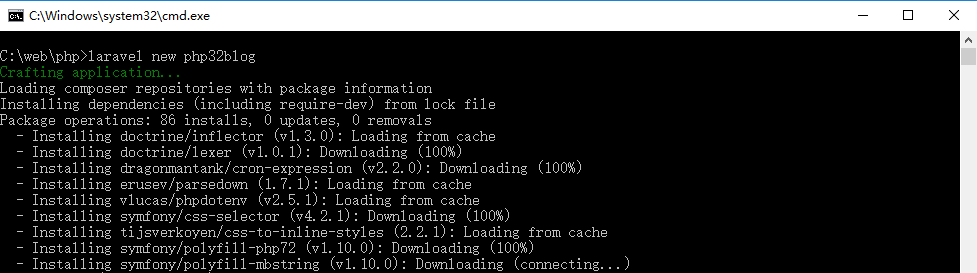 C:\Windows\system32\cmd.exe
C:\web\php>laravel new php32blog
Crafting application...
Loading composer repositories with package information
Installing dependencies (including require-dev) from lock file
Package operations: 86 installs, 0 updates, 0 removals
  - Installing doctrine/inflector (v1.3.0): Loading from cache
  - Installing doctrine/lexer (v1.0.1): Downloading (100%)
  - Installing dragonmantank/cron-expression (v2.2.0): Downloading (100%)
  - Installing erusev/parsedown (1.7.1): Loading from cache
  - Installing vlucas/phpdotenv (v2.5.1): Loading from cache
  - Installing symfony/css-selector (v4.2.1): Downloading (100%)
  - Installing tijsverkoyen/css-to-inline-styles (2.2.1): Loading from cache
  - Installing symfony/polyfill-php72 (v1.10.0): Downloading (100%)
  - Installing symfony/polyfill-mbstring (v1.10.0): Downloading (connecting...)